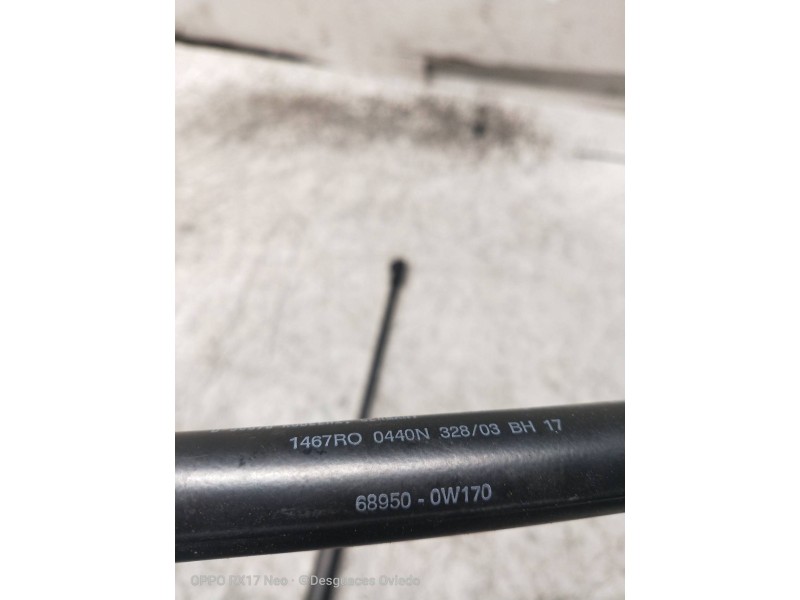 1467RO 0440N 328/03 BH 17
68950 - 0W170
OPPO RX17 Neo · ©Desguaces Oviedo